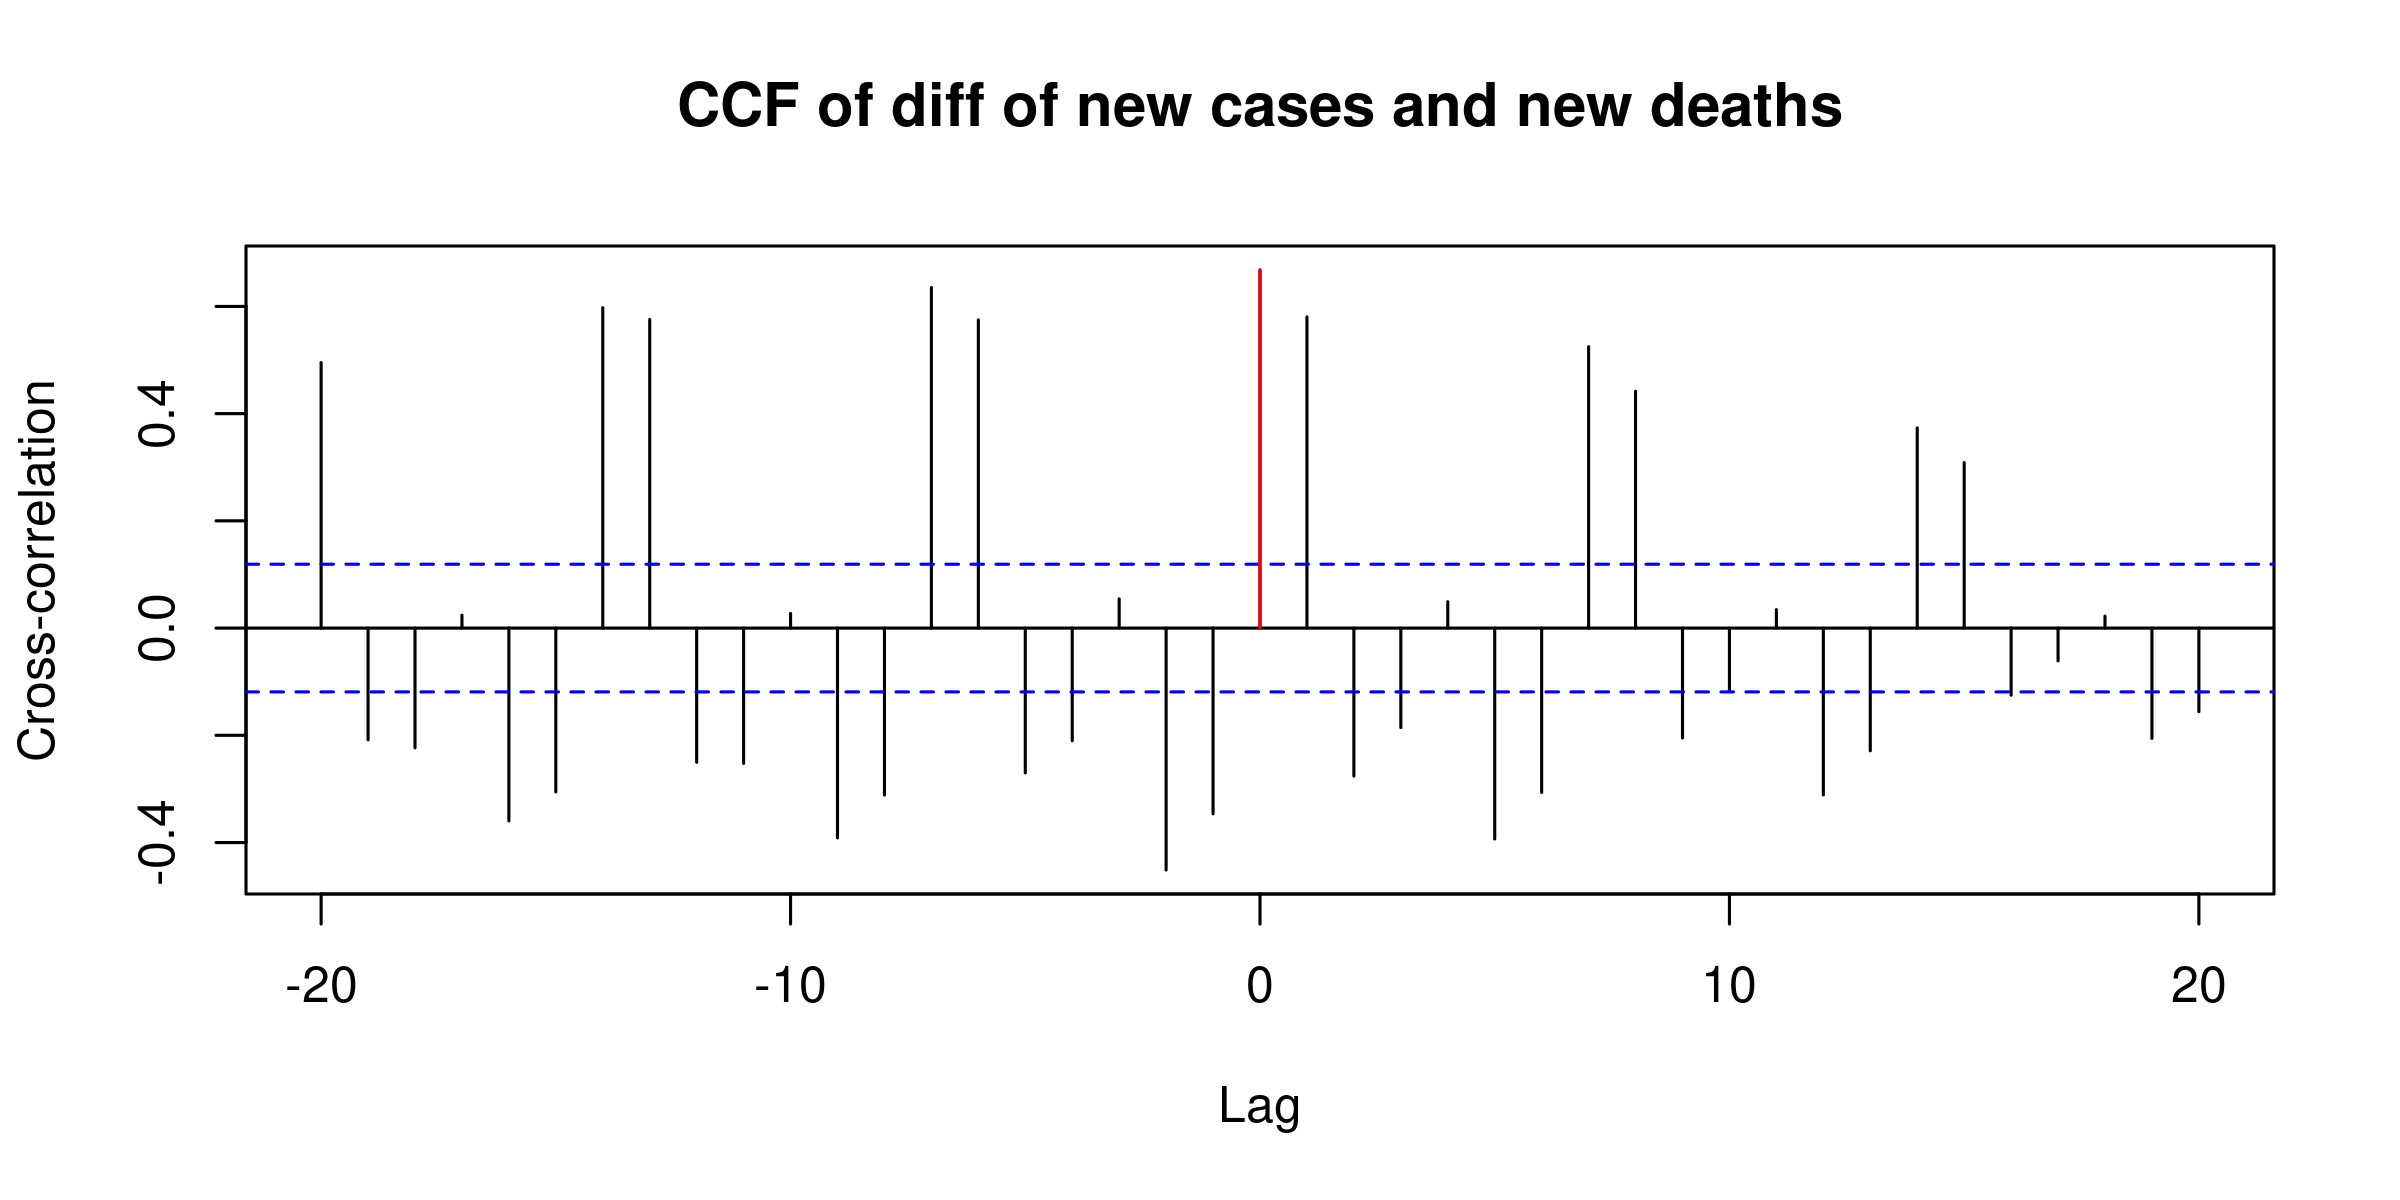 CCF of diff of new cases and new deaths
Cross-correlation
0.4
0.0
-0.4
-20 -10 0 10 20
Lag